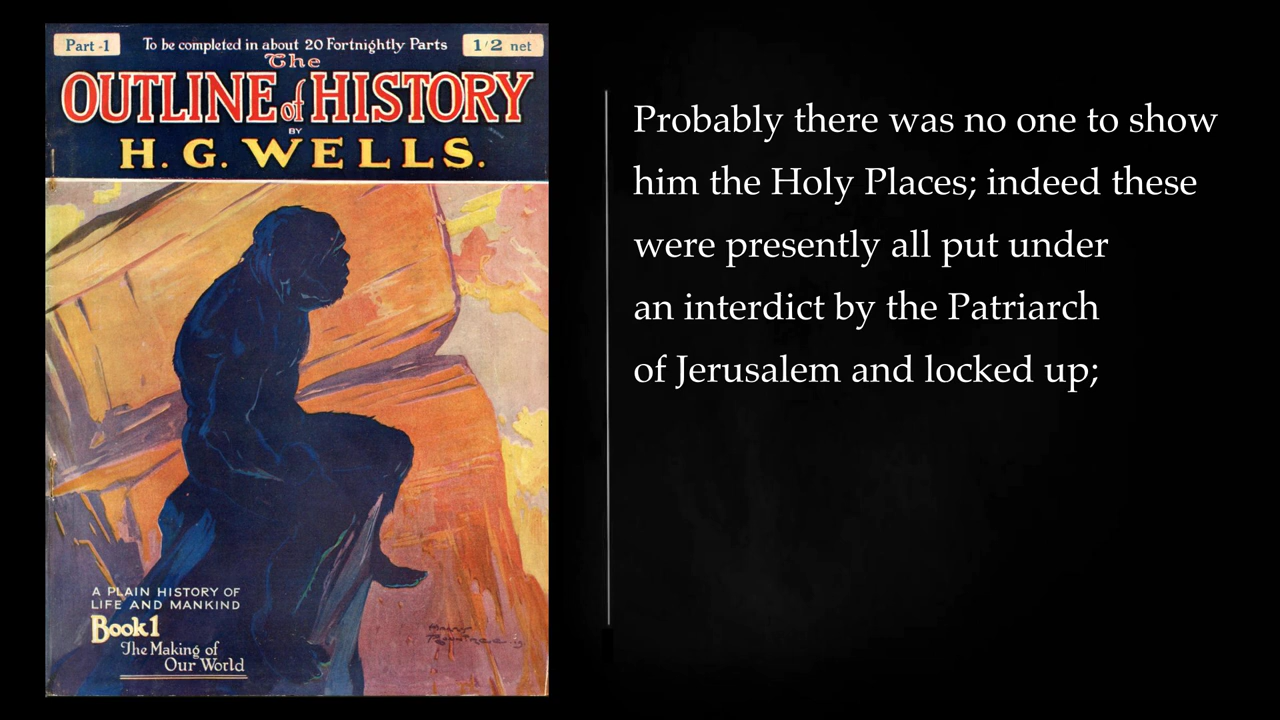 Part -1
To be completed in about 20 Fortnightly Parts
1/2 net
The
OUTLINE of HISTORY
BY
H. G. WELLS.
A PLAIN HISTORY OF
LIFE AND MANKIND
Book 1
The Making of
Our World
Probably there was no one to show
him the Holy Places; indeed these
were presently all put under
an interdict by the Patriarch
of Jerusalem and locked up;